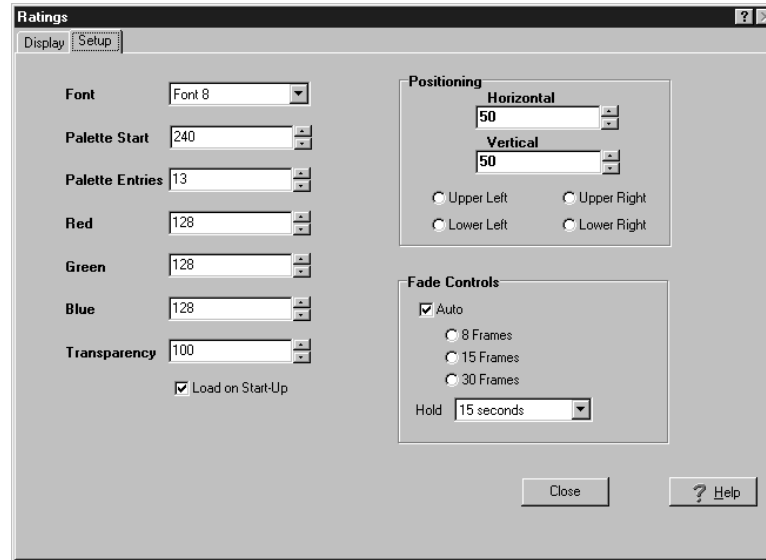 Ratings
Display Setup
Font Font 8
Palette Start 240
Palette Entries 13
Red 128
Green 128
Blue 128
Transparency 100
Load on Start-Up
Positioning
Horizontal
50
Vertical
50
Upper Left Upper Right
Lower Left Lower Right
Fade Controls
Auto
8 Frames
15 Frames
30 Frames
Hold 15 seconds
Close ? Help